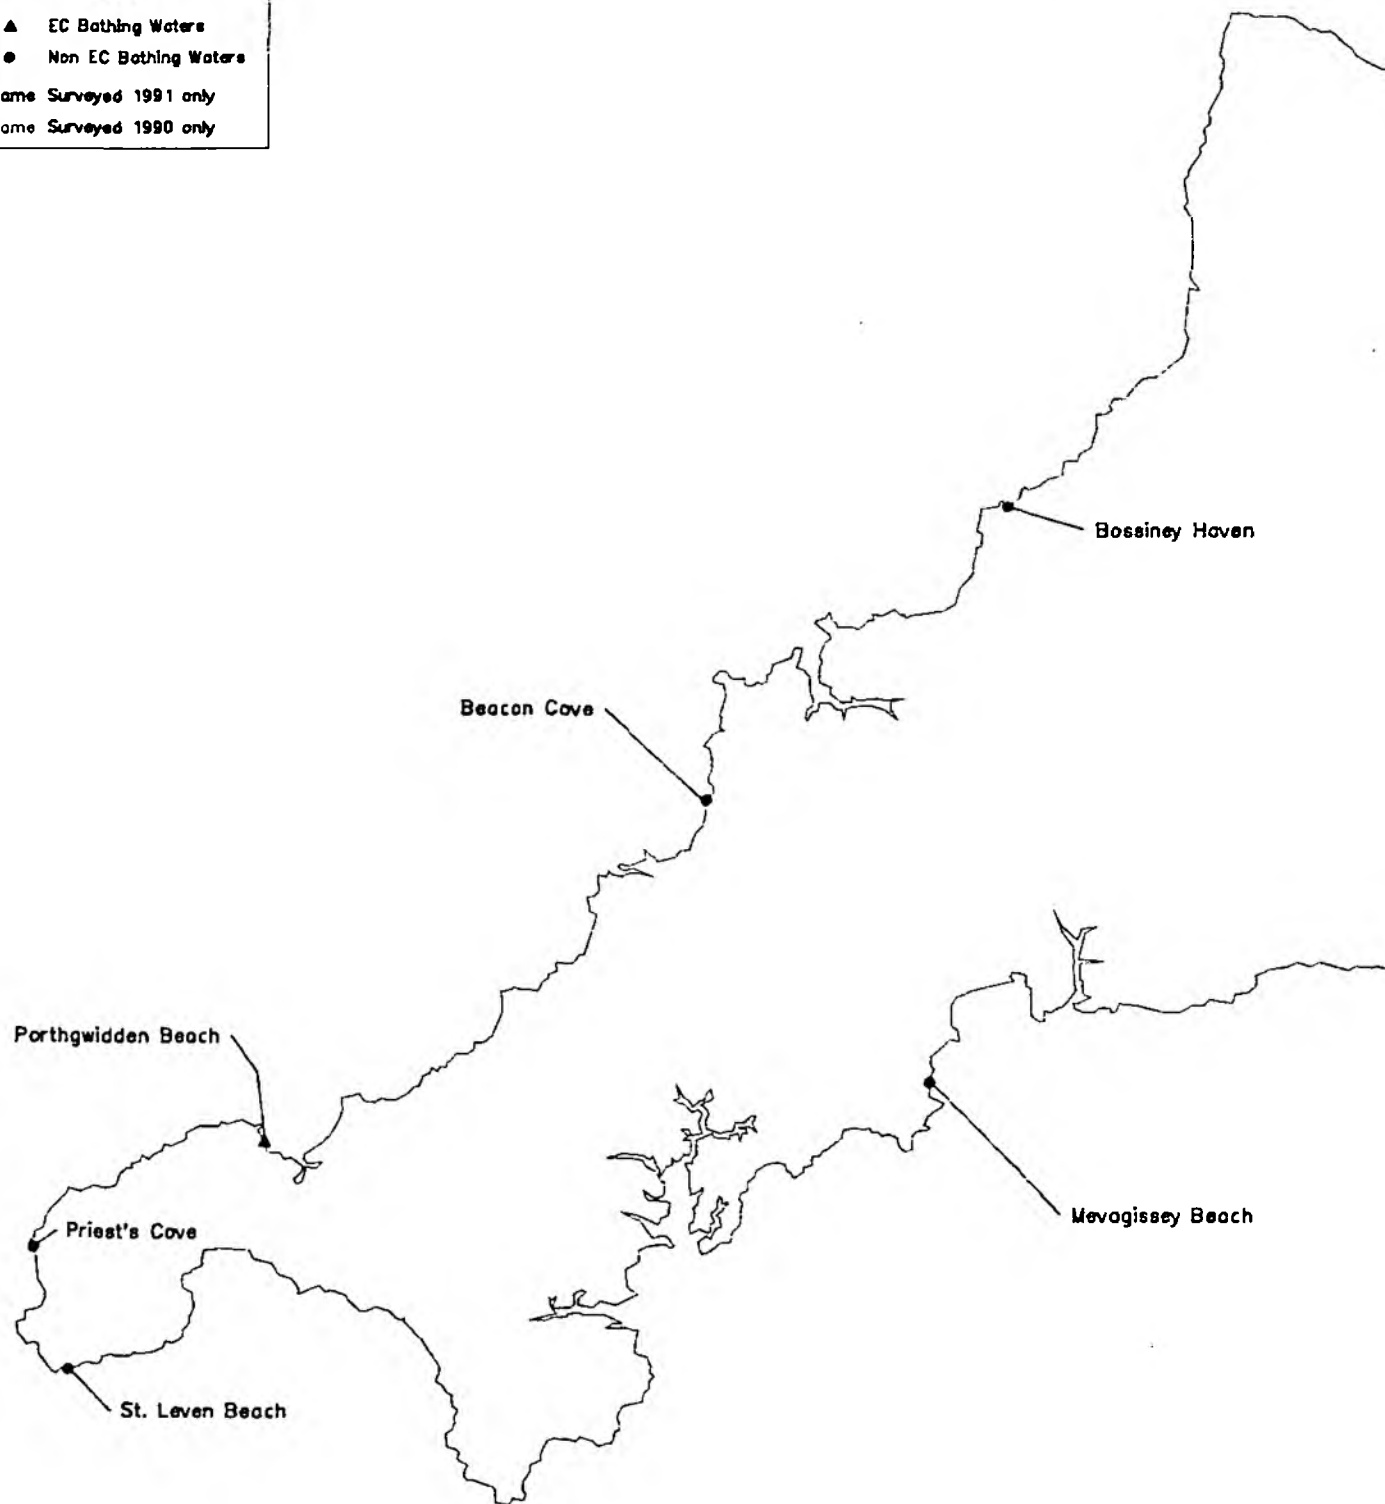 EC Bathing Waters
Non EC Bathing Waters
ame Surveyed 1991 only
ame Surveyed 1990 only
Bossiney Haven
Beacon Cove
Porthgwidden Beach
Priest's Cove
Mevagissey Beach
St. Leven Beach